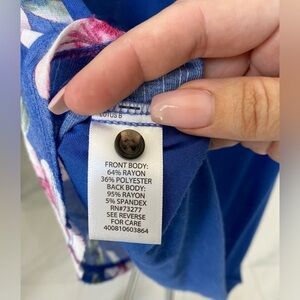 FRONT BODY:
64% RAYON
36% POLYESTER
BACK BODY:
95% RAYON
5% SPANDEX
RN#73277
SEE REVERSE
FOR CARE
400810603864